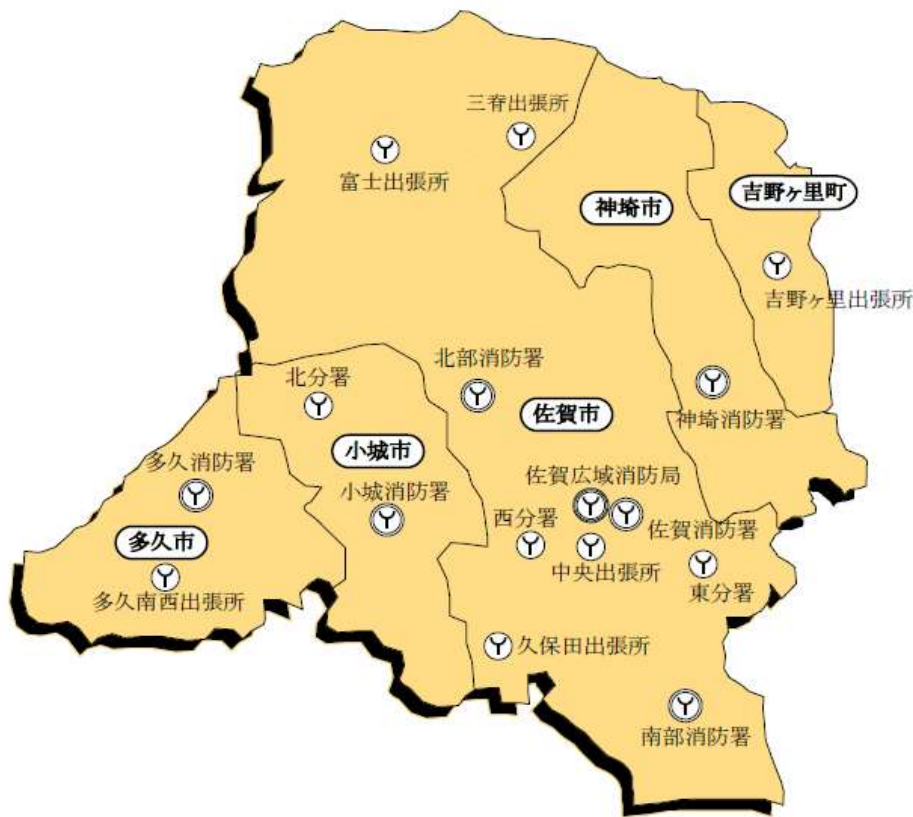 三脊出張所
富士出張所
神埼市
吉野ヶ里町
吉野ヶ里出張所
北部消防署
北分署
佐賀市
神埼消防署
小城市
多久消防署
小城消防署
佐賀広域消防局
西分署
佐賀消防署
多久市
中央出張所
東分署
多久南西出張所
久保田出張所
南部消防署